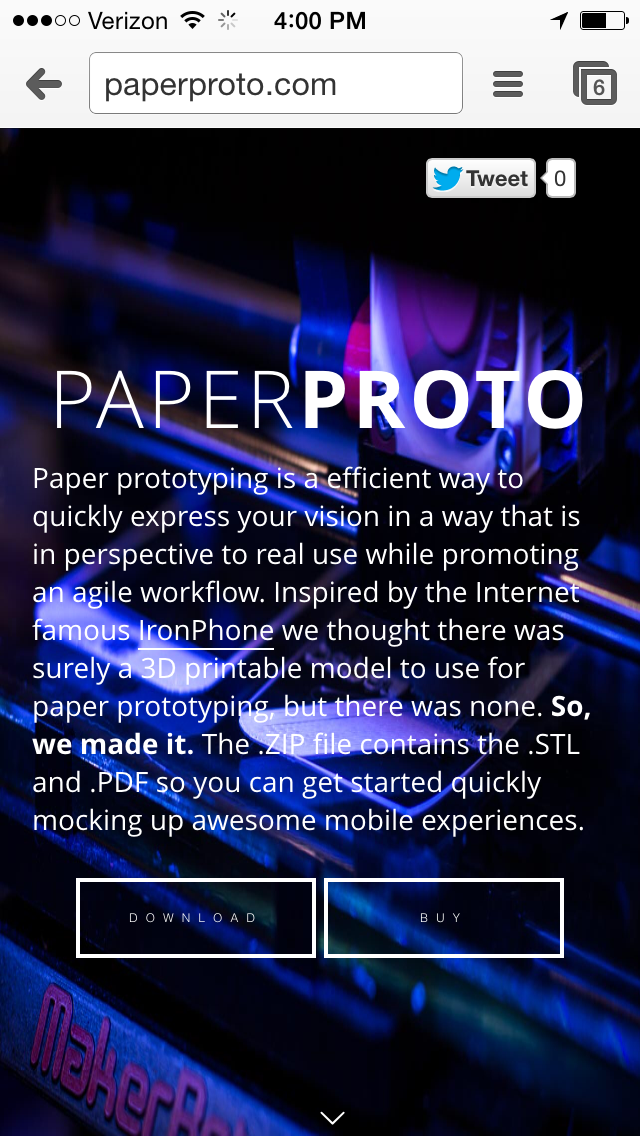 Verizon 4:00 PM
paperproto.com 6
Tweet 0
PAPERPROTO
Paper prototyping is a efficient way to
quickly express your vision in a way that is
in perspective to real use while promoting
an agile workflow. Inspired by the Internet
famous IronPhone we thought there was
surely a 3D printable model to use for
paper prototyping, but there was none. So,
we made it. The .ZIP file contains the .STL
and .PDF so you can get started quickly
mocking up awesome mobile experiences.
DOWNLOAD BUY
MakerBot